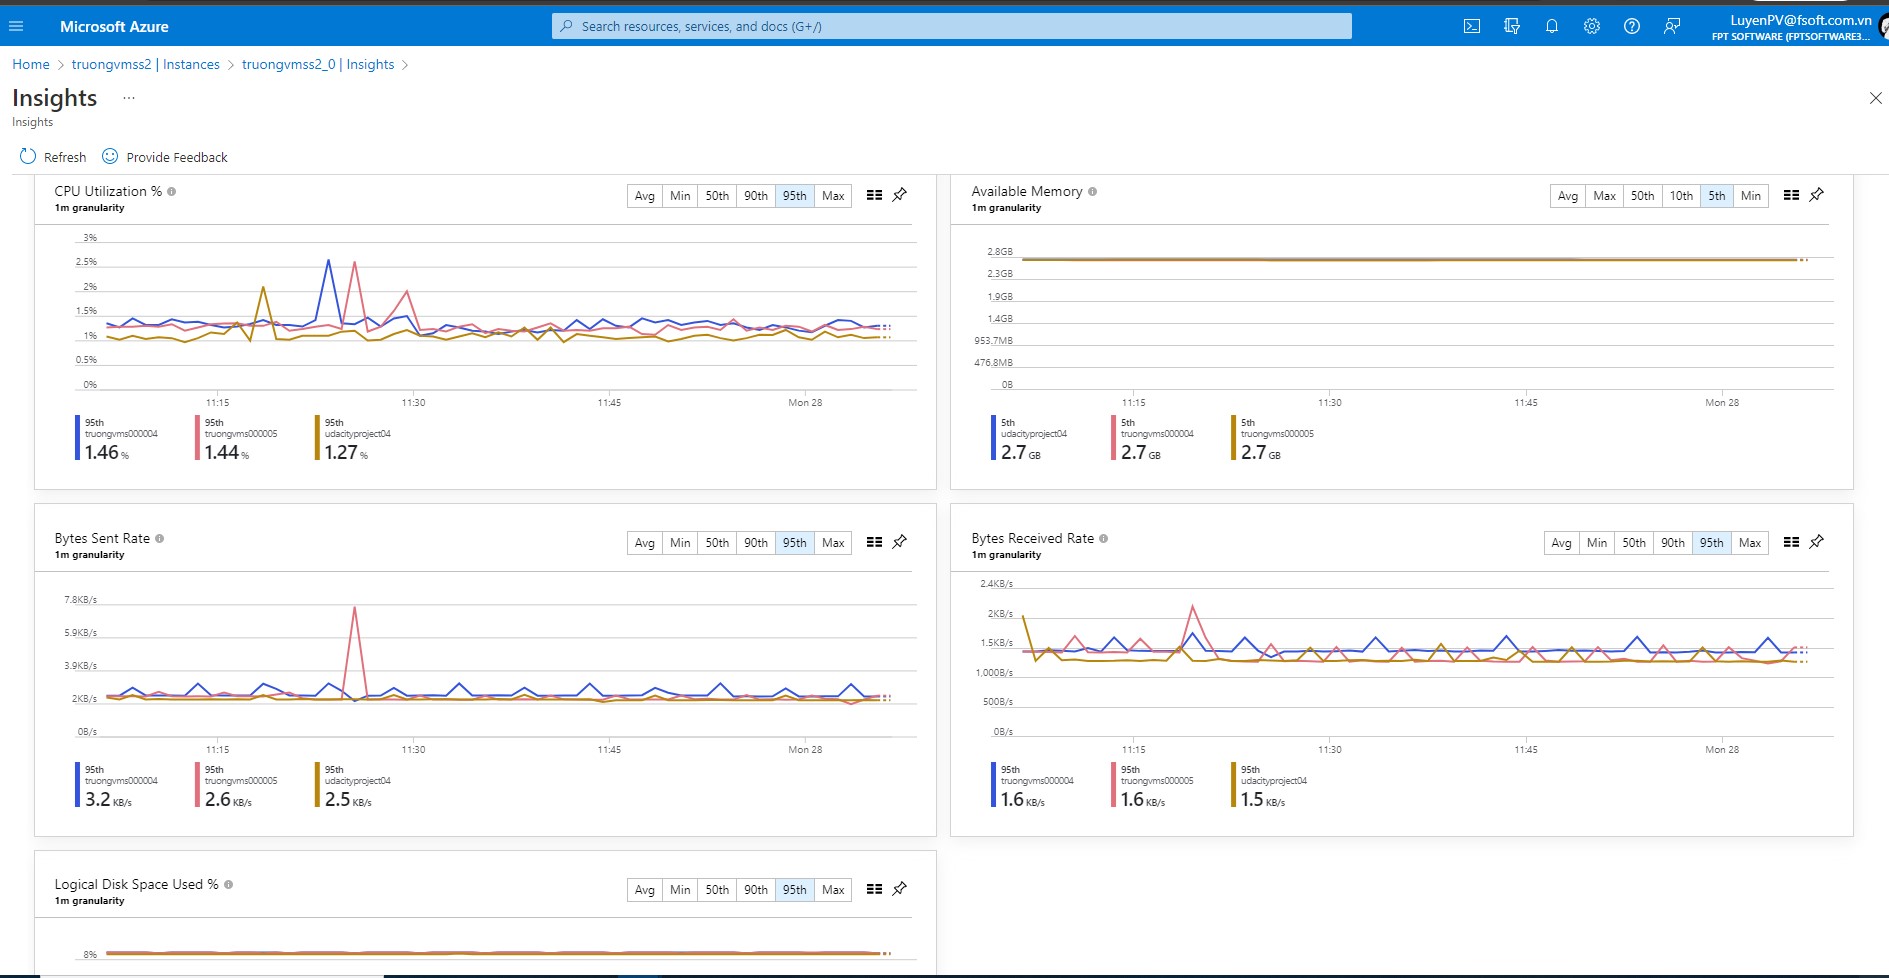 Microsoft Azure
Search resources, services, and docs (G+/)
LuyenPV@fsoft.com.vn
FPT SOFTWARE (FPTSOFTWARE3...
Home > truongvmss2 | Instances > truongvmss2_0 | Insights >
Insights ...
Insights
Refresh Provide Feedback
CPU Utilization %
1m granularity
Avg Min 50th 90th 95th Max
3%
2.5%
2%
1.5%
1%
0.5%
0%
11:15 11:30 11:45 Mon 28
95th
truongvms000004
1.46 %
95th
truongvms000005
1.44 %
95th
udacityproject04
1.27 %
Available Memory
1m granularity
Avg Max 50th 10th 5th Min
2.8GB
2.3GB
1.9GB
1.4GB
953.7MB
476.8MB
0B
11:15 11:30 11:45 Mon 28
5th
udacityproject04
2.7 GB
5th
truongvms000004
2.7 GB
5th
truongvms000005
2.7 GB
Bytes Sent Rate
1m granularity
Avg Min 50th 90th 95th Max
7.8KB/s
5.9KB/s
3.9KB/s
2KB/s
0B/s
11:15 11:30 11:45 Mon 28
95th
truongvms000004
3.2 KB/s
95th
truongvms000005
2.6 KB/s
95th
udacityproject04
2.5 KB/s
Bytes Received Rate
1m granularity
Avg Min 50th 90th 95th Max
2.4KB/s
2KB/s
1.5KB/s
1,000B/s
500B/s
0B/s
11:15 11:30 11:45 Mon 28
95th
truongvms000004
1.6 KB/s
95th
truongvms000005
1.6 KB/s
95th
udacityproject04
1.5 KB/s
Logical Disk Space Used %
1m granularity
Avg Min 50th 90th 95th Max
8%